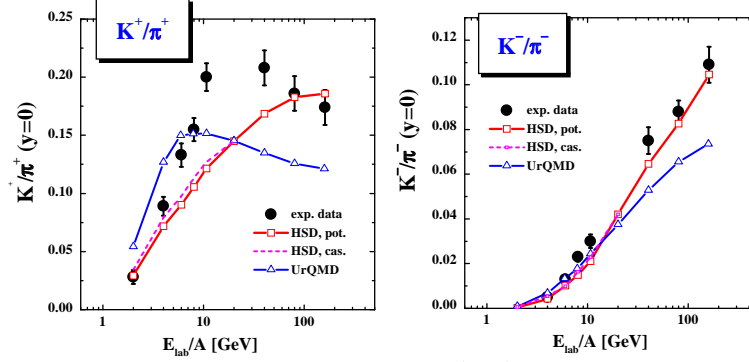 K⁺/π⁺
0.25
0.20
0.15
0.10
0.05
0.00
K⁺/π⁺ (y=0)
exp. data
HSD, pot.
HSD, cas.
UrQMD
1 10 100
E_lab/A [GeV]
K⁻/π⁻
0.12
0.10
0.08
0.06
0.04
0.02
0.00
K⁻/π⁻ (y=0)
exp. data
HSD, pot.
HSD, cas.
UrQMD
1 10 100
E_lab/A [GeV]